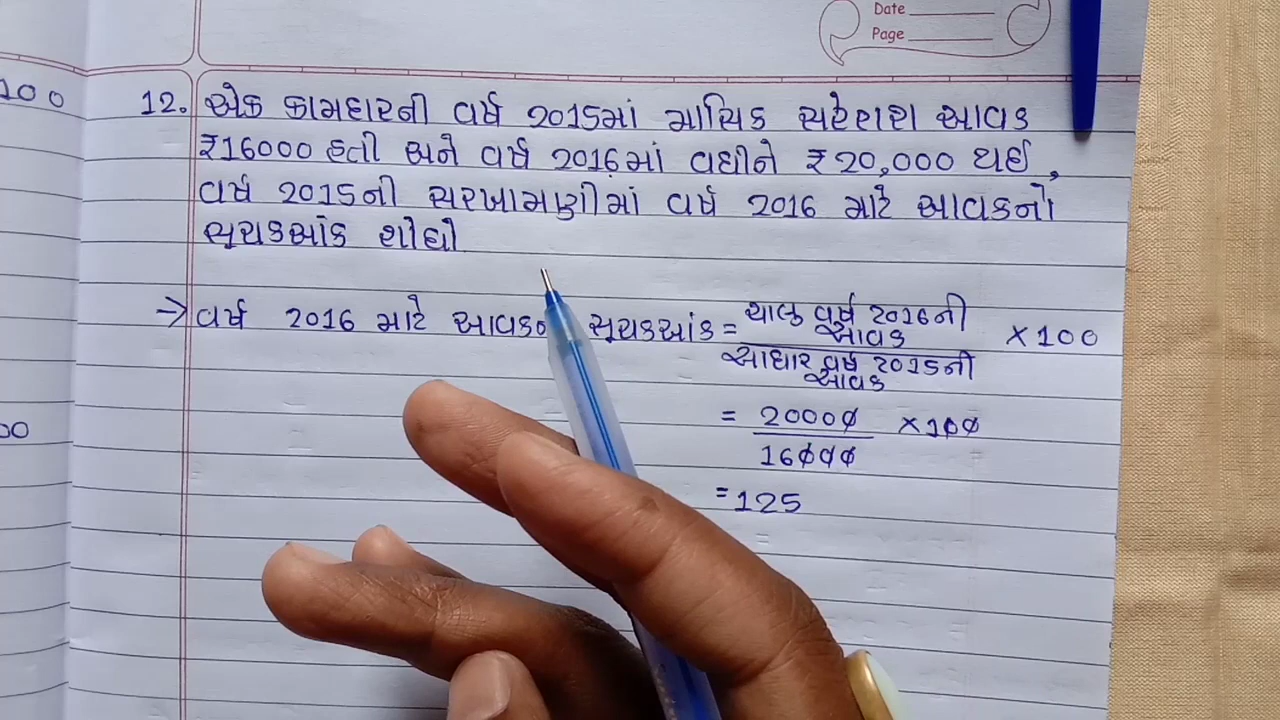 Date
Page
100
12. એક કામદારની વર્ષ 2015માં માસિક સરેરાશ આવક
₹16000 હતી અને વર્ષ 2016માં વધીને ₹20,000 થઈ,
વર્ષ 2015ની સરખામણીમાં વર્ષ 2016 માટે આવકનો
સૂચકઆંક શોધો
→ વર્ષ 2016 માટે સૂચકઆંક = ચાલુ વર્ષ 2016ની આવક × 100
આધાર વર્ષ 2015ની આવક
= 20000 × 100
16000
= 125
00